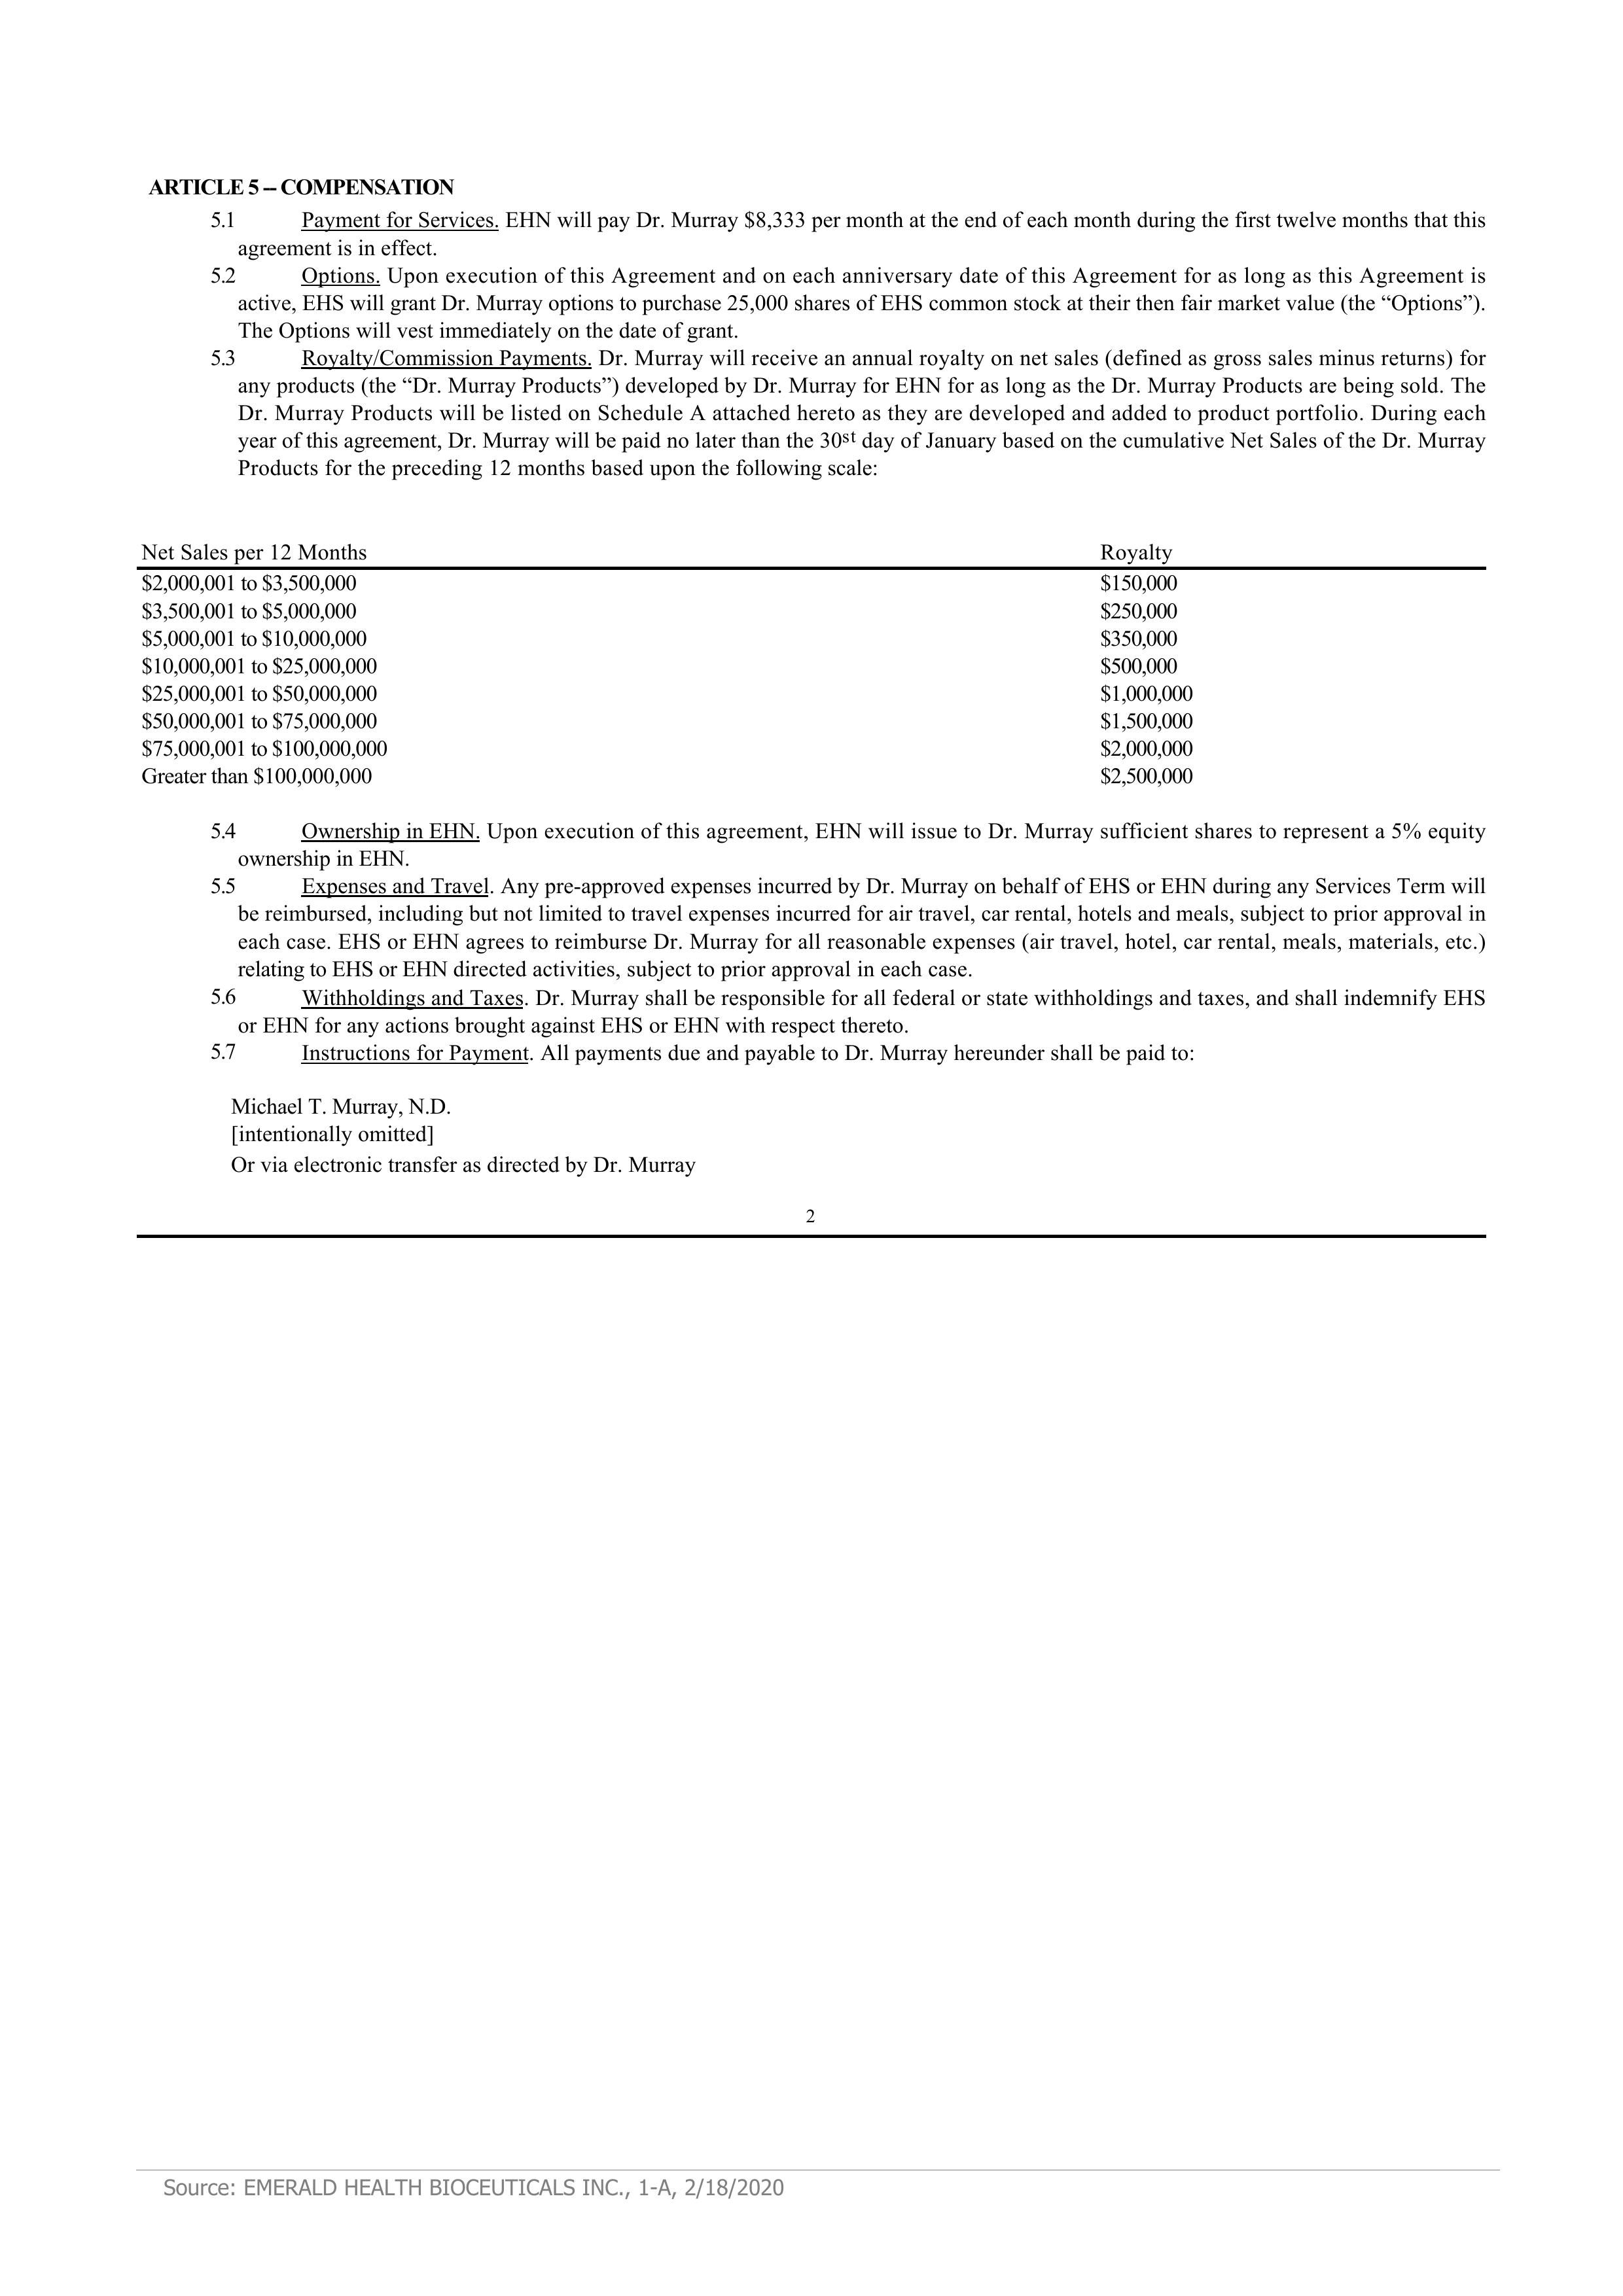 ARTICLE 5 – COMPENSATION
5.1 Payment for Services. EHN will pay Dr. Murray $8,333 per month at the end of each month during the first twelve months that this
agreement is in effect.
5.2 Options. Upon execution of this Agreement and on each anniversary date of this Agreement for as long as this Agreement is
active, EHS will grant Dr. Murray options to purchase 25,000 shares of EHS common stock at their then fair market value (the “Options”).
The Options will vest immediately on the date of grant.
5.3 Royalty/Commission Payments. Dr. Murray will receive an annual royalty on net sales (defined as gross sales minus returns) for
any products (the “Dr. Murray Products”) developed by Dr. Murray for EHN for as long as the Dr. Murray Products are being sold. The
Dr. Murray Products will be listed on Schedule A attached hereto as they are developed and added to product portfolio. During each
year of this agreement, Dr. Murray will be paid no later than the 30st day of January based on the cumulative Net Sales of the Dr. Murray
Products for the preceding 12 months based upon the following scale:
Net Sales per 12 Months Royalty
$2,000,001 to $3,500,000 $150,000
$3,500,001 to $5,000,000 $250,000
$5,000,001 to $10,000,000 $350,000
$10,000,001 to $25,000,000 $500,000
$25,000,001 to $50,000,000 $1,000,000
$50,000,001 to $75,000,000 $1,500,000
$75,000,001 to $100,000,000 $2,000,000
Greater than $100,000,000 $2,500,000
5.4 Ownership in EHN. Upon execution of this agreement, EHN will issue to Dr. Murray sufficient shares to represent a 5% equity
ownership in EHN.
5.5 Expenses and Travel. Any pre-approved expenses incurred by Dr. Murray on behalf of EHS or EHN during any Services Term will
be reimbursed, including but not limited to travel expenses incurred for air travel, car rental, hotels and meals, subject to prior approval in
each case. EHS or EHN agrees to reimburse Dr. Murray for all reasonable expenses (air travel, hotel, car rental, meals, materials, etc.)
relating to EHS or EHN directed activities, subject to prior approval in each case.
5.6 Withholdings and Taxes. Dr. Murray shall be responsible for all federal or state withholdings and taxes, and shall indemnify EHS
or EHN for any actions brought against EHS or EHN with respect thereto.
5.7 Instructions for Payment. All payments due and payable to Dr. Murray hereunder shall be paid to:
Michael T. Murray, N.D.
[intentionally omitted]
Or via electronic transfer as directed by Dr. Murray
2
Source: EMERALD HEALTH BIOCEUTICALS INC., 1-A, 2/18/2020